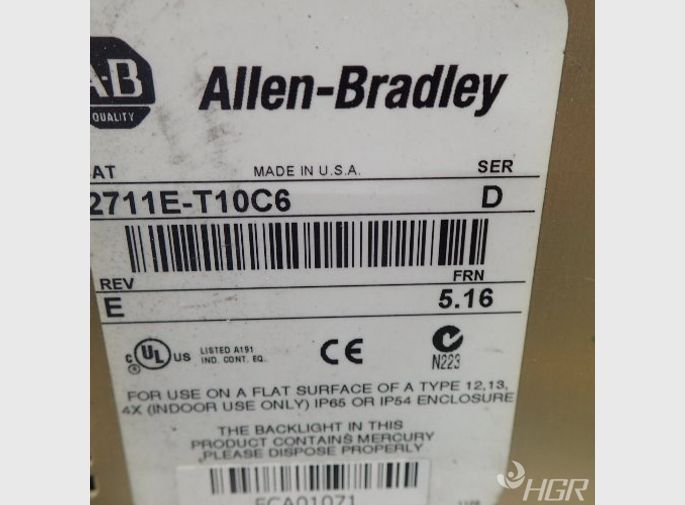 A-B
QUALITY
Allen-Bradley
AT
MADE IN U.S.A.
SER
2711E-T10C6
D
REV
FRN
E
5.16
C UL US
®
LISTED A191
IND. CONT. EQ.
CE
N223
FOR USE ON A FLAT SURFACE OF A TYPE 12,13,
4X (INDOOR USE ONLY) IP65 OR IP54 ENCLOSURE
THE BACKLIGHT IN THIS
PRODUCT CONTAINS MERCURY
PLEASE DISPOSE PROPERLY
HGR